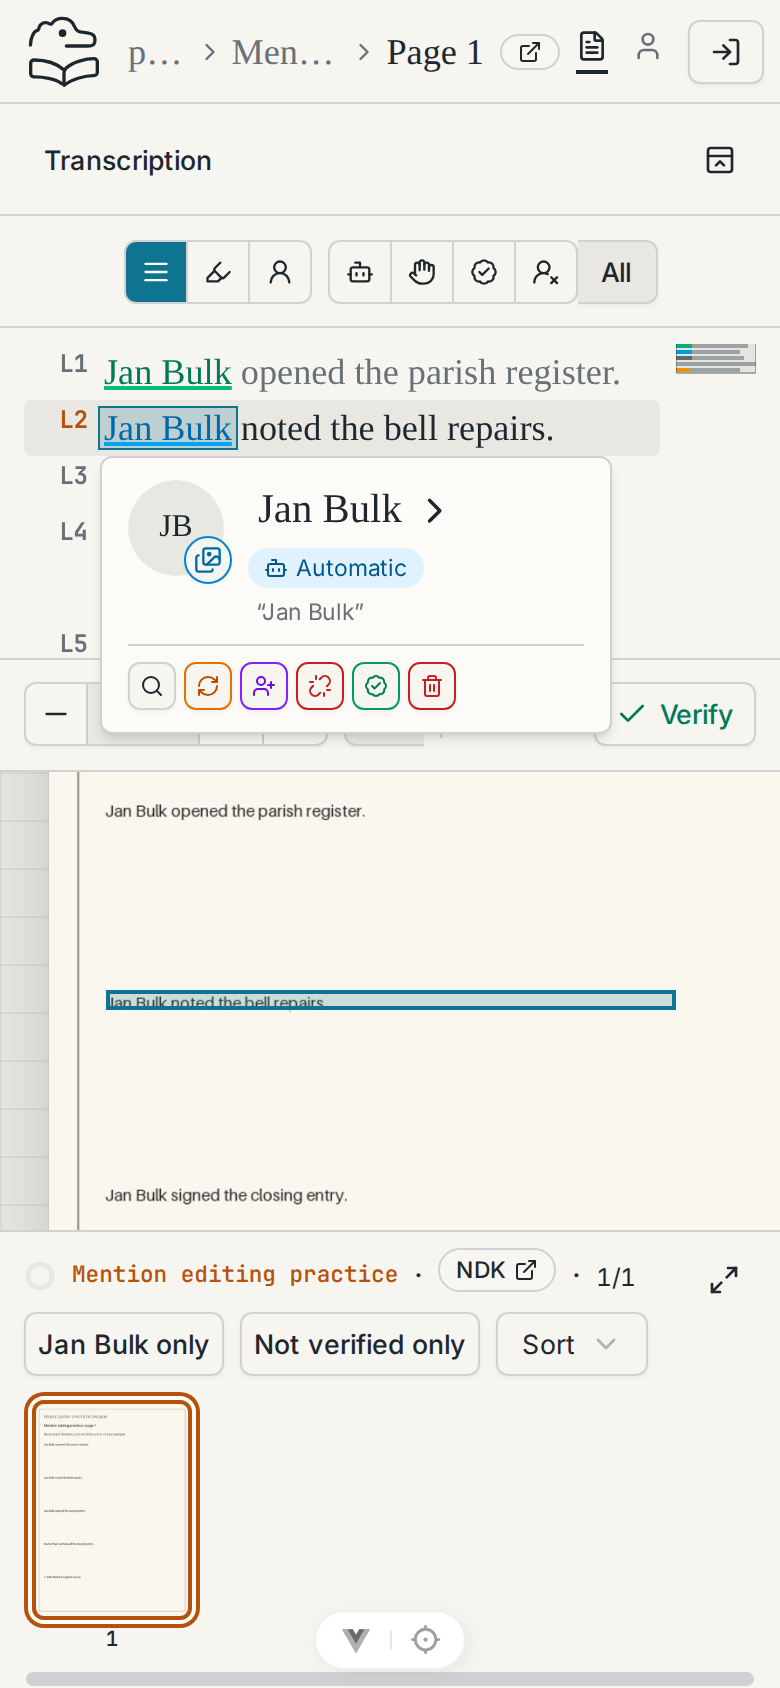 p… > Men… > Page 1
Transcription
All
L1 Jan Bulk opened the parish register.
L2 Jan Bulk noted the bell repairs.
L3
L4
JB
Jan Bulk >
Automatic
“Jan Bulk”
L5
Verify
Jan Bulk opened the parish register.
Jan Bulk noted the bell repairs
Jan Bulk signed the closing entry.
Mention editing practice · NDK · 1/1
Jan Bulk only
Not verified only
Sort
1